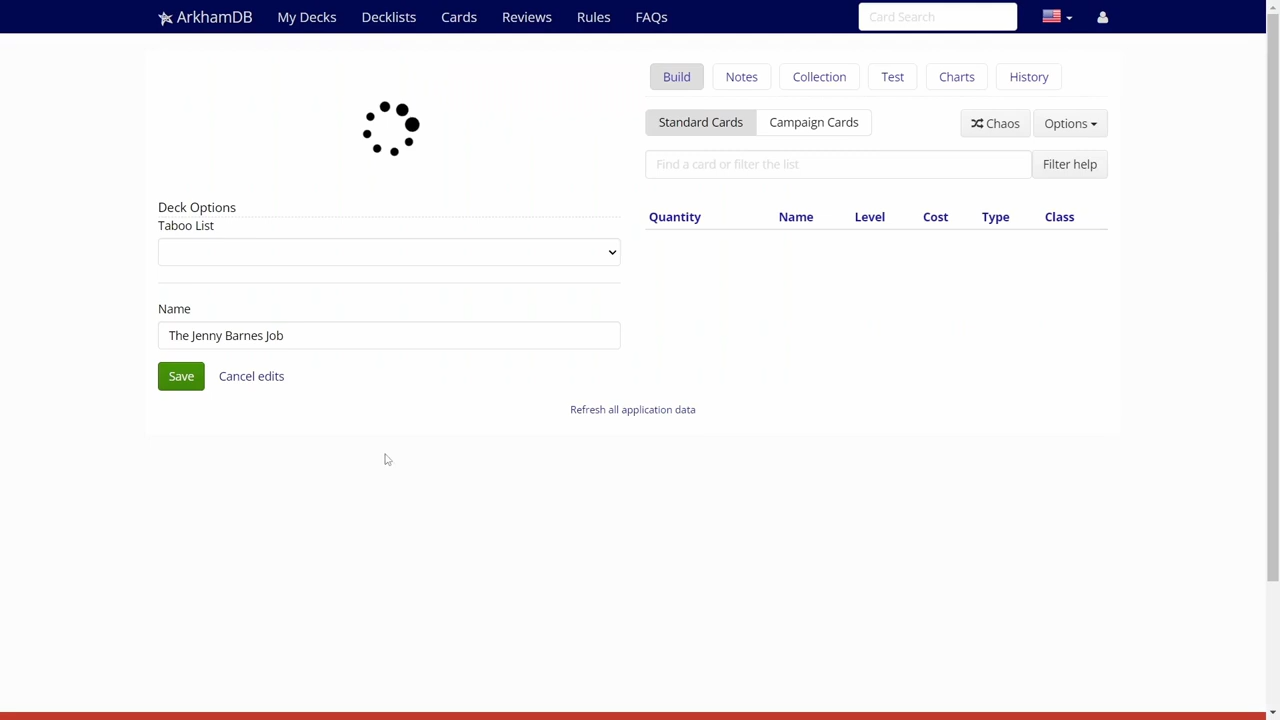 ArkhamDB My Decks Decklists Cards Reviews Rules FAQs Card Search
Build Notes Collection Test Charts History
Standard Cards Campaign Cards Chaos Options
Find a card or filter the list Filter help
Deck Options
Taboo List
Quantity Name Level Cost Type Class
Name
The Jenny Barnes Job
Save Cancel edits
Refresh all application data